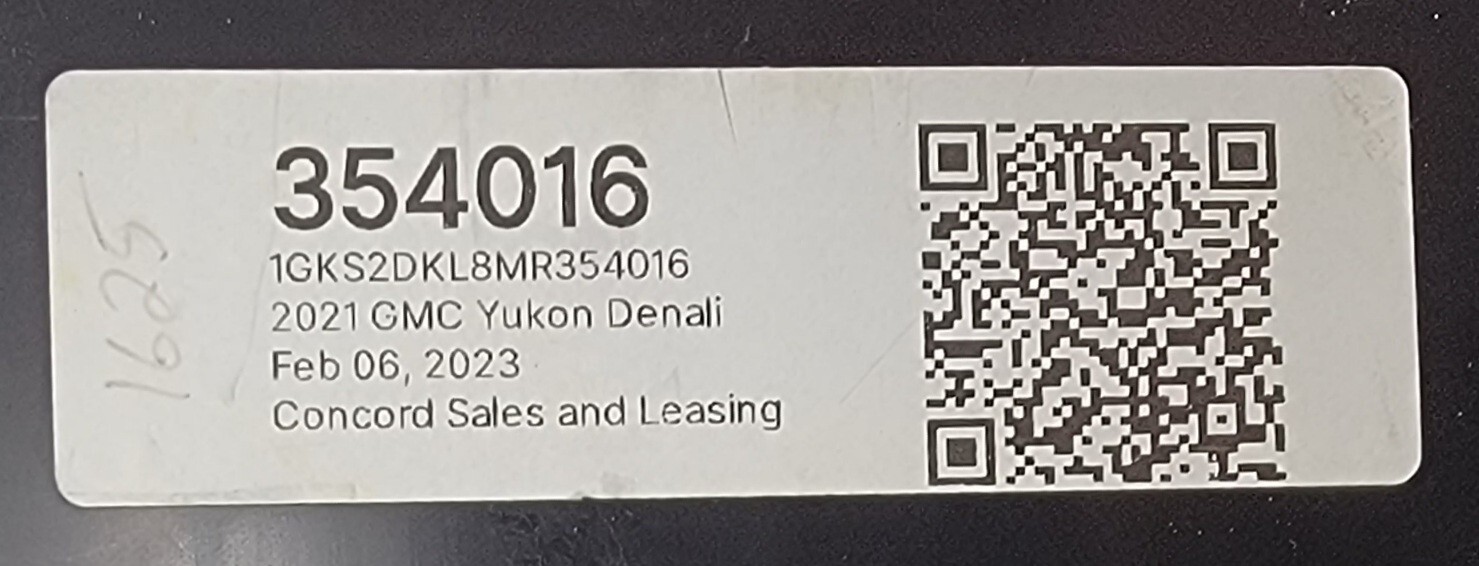 354016
1GKS2DKL8MR354016
2021 GMC Yukon Denali
Feb 06, 2023
Concord Sales and Leasing
1625